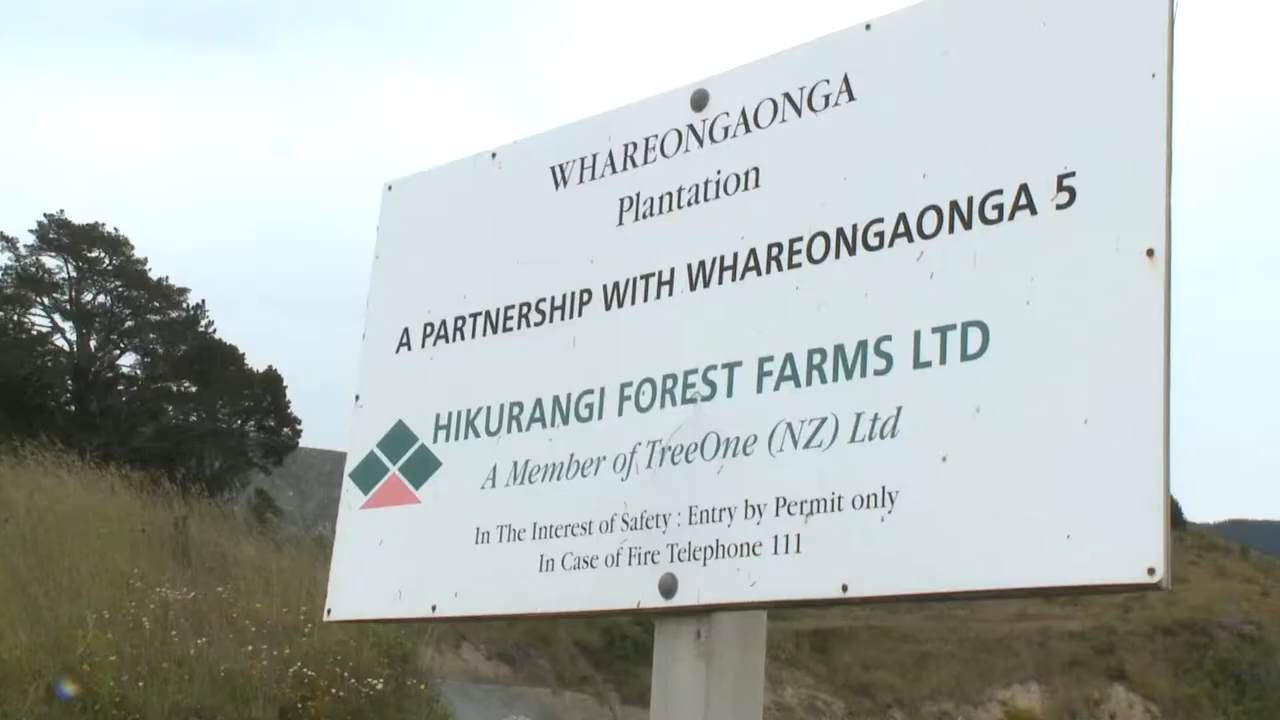 WHAREONGAONGA
Plantation
A PARTNERSHIP WITH WHAREONGAONGA 5
HIKURANGI FOREST FARMS LTD
A Member of TreeOne (NZ) Ltd
In The Interest of Safety : Entry by Permit only
In Case of Fire Telephone 111